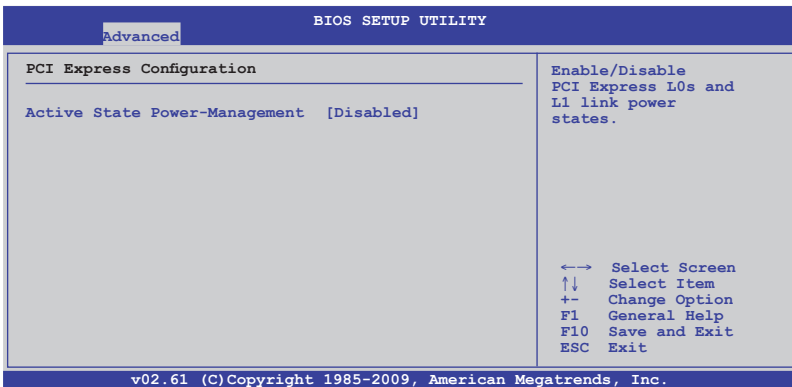 BIOS SETUP UTILITY
Advanced
PCI Express Configuration
Active State Power-Management [Disabled]
Enable/Disable
PCI Express L0s and
L1 link power
states.
←→ Select Screen
↑↓ Select Item
+- Change Option
F1 General Help
F10 Save and Exit
ESC Exit
v02.61 (C)Copyright 1985-2009, American Megatrends, Inc.